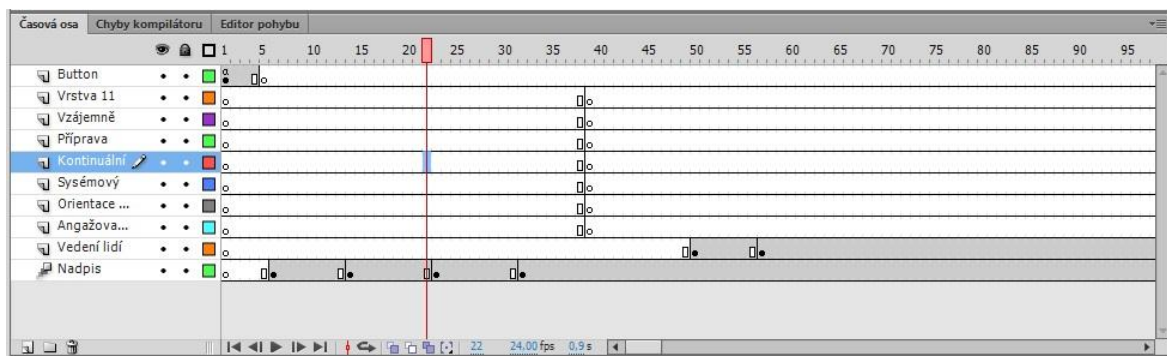 Časová osa Chyby kompilátoru Editor pohybu
1 5 10 15 20 25 30 35 40 45 50 55 60 65 70 75 80 85 90 95
Button
Vrstva 11
Vzájemně
Příprava
Kontinuální
Sysémový
Orientace ...
Angažova...
Vedení lidí
Nadpis
22 24.00 fps 0,9 s